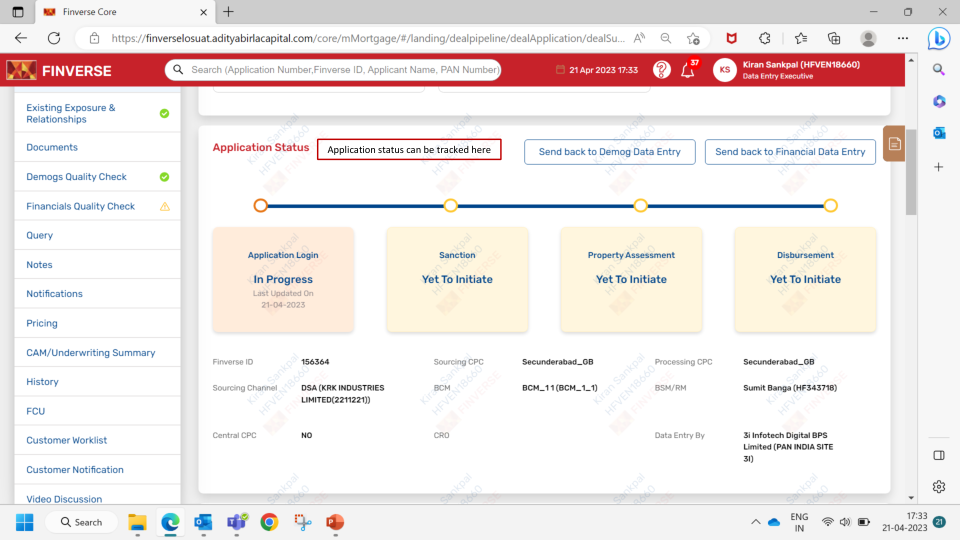 Finverse Core
https://finverselosuat.adityabirlacapital.com/core/mMortgage/#/landing/dealpipeline/dealApplication/dealSu...
FINVERSE
Search (Application Number,Finverse ID, Applicant Name, PAN Number)
21 Apr 2023 17:33
37
KS
Kiran Sankpal (HFVEN18660)
Data Entry Executive
Existing Exposure &
Relationships
Documents
Demogs Quality Check
Financials Quality Check
Query
Notes
Notifications
Pricing
CAM/Underwriting Summary
History
FCU
Customer Worklist
Customer Notification
Video Discussion
Application Status
Application status can be tracked here
Send back to Demog Data Entry
Send back to Financial Data Entry
Application Login
In Progress
Last Updated On
21-04-2023
Sanction
Yet To Initiate
Property Assessment
Yet To Initiate
Disbursement
Yet To Initiate
Finverse ID 156364 Sourcing CPC Secunderabad_GB Processing CPC Secunderabad_GB
Sourcing Channel DSA (KRK INDUSTRIES LIMITED(2211221)) BCM BCM_1 1 (BCM_1_1) BSM/RM Sumit Banga (HF343718)
Central CPC NO CRO Data Entry By 3i Infotech Digital BPS
Limited (PAN INDIA SITE
3I)
Kiran Sankpal
HFVEN18660
FINVERSE
Search
ENG
IN
17:33
21-04-2023
21